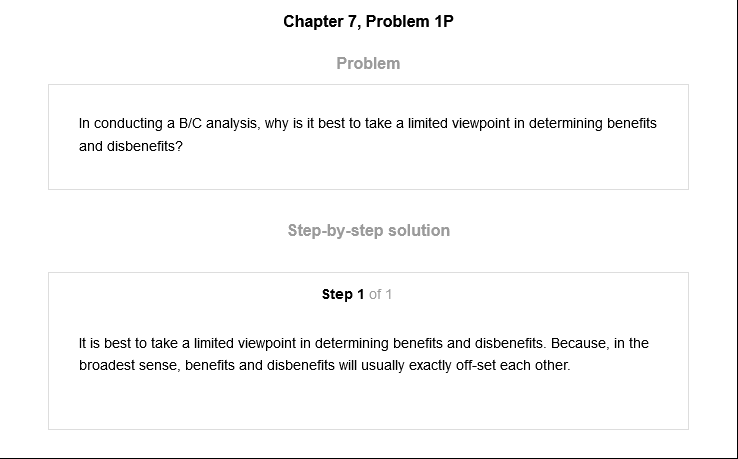 Chapter 7, Problem 1P
Problem
In conducting a B/C analysis, why is it best to take a limited viewpoint in determining benefits
and disbenefits?
Step-by-step solution
Step 1 of 1
It is best to take a limited viewpoint in determining benefits and disbenefits. Because, in the
broadest sense, benefits and disbenefits will usually exactly off-set each other.